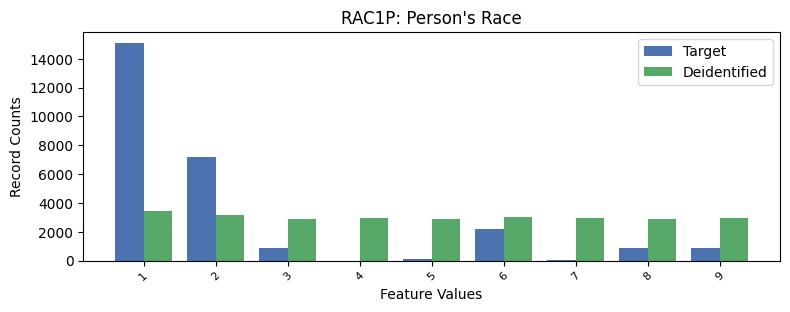 RAC1P: Person's Race
Target
Deidentified
Record Counts
14000
12000
10000
8000
6000
4000
2000
0
1 2 3 4 5 6 7 8 9
Feature Values